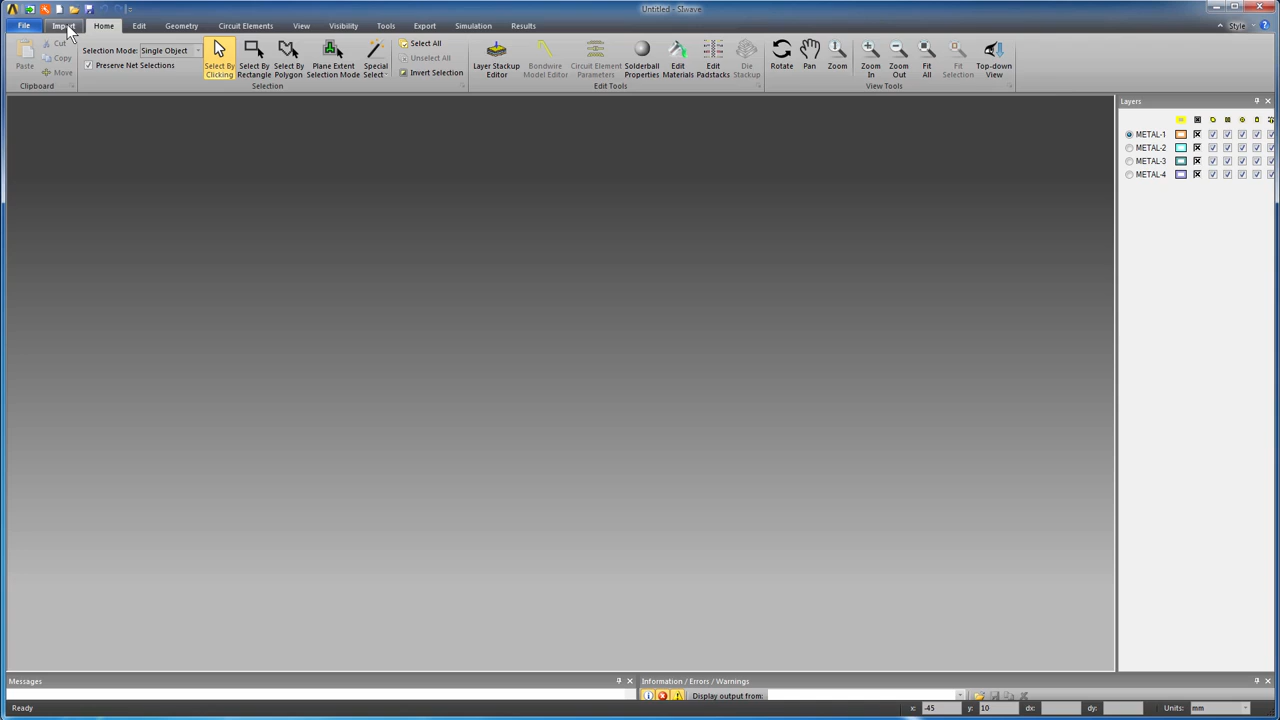 Untitled - SIwave
File Import Home Edit Geometry Circuit Elements View Visibility Tools Export Simulation Results Style
Paste Cut Copy Move
Clipboard
Selection Mode: Single Object
Preserve Net Selections
Select By Clicking
Select By Rectangle
Select By Polygon
Plane Extent Selection Mode
Special Select
Select All
Unselect All
Invert Selection
Selection
Layer Stackup Editor
Bondwire Model Editor
Circuit Element Parameters
Solderball Properties
Edit Materials
Edit Padstacks
Die Stackup
Edit Tools
Rotate
Pan
Zoom
Zoom In
Zoom Out
Fit All
Fit Selection
Top-down View
View Tools
Layers
METAL-1
METAL-2
METAL-3
METAL-4
Messages
Information / Errors / Warnings
Display output from:
Ready
x: -45 y: 10 dx: dy: Units: mm